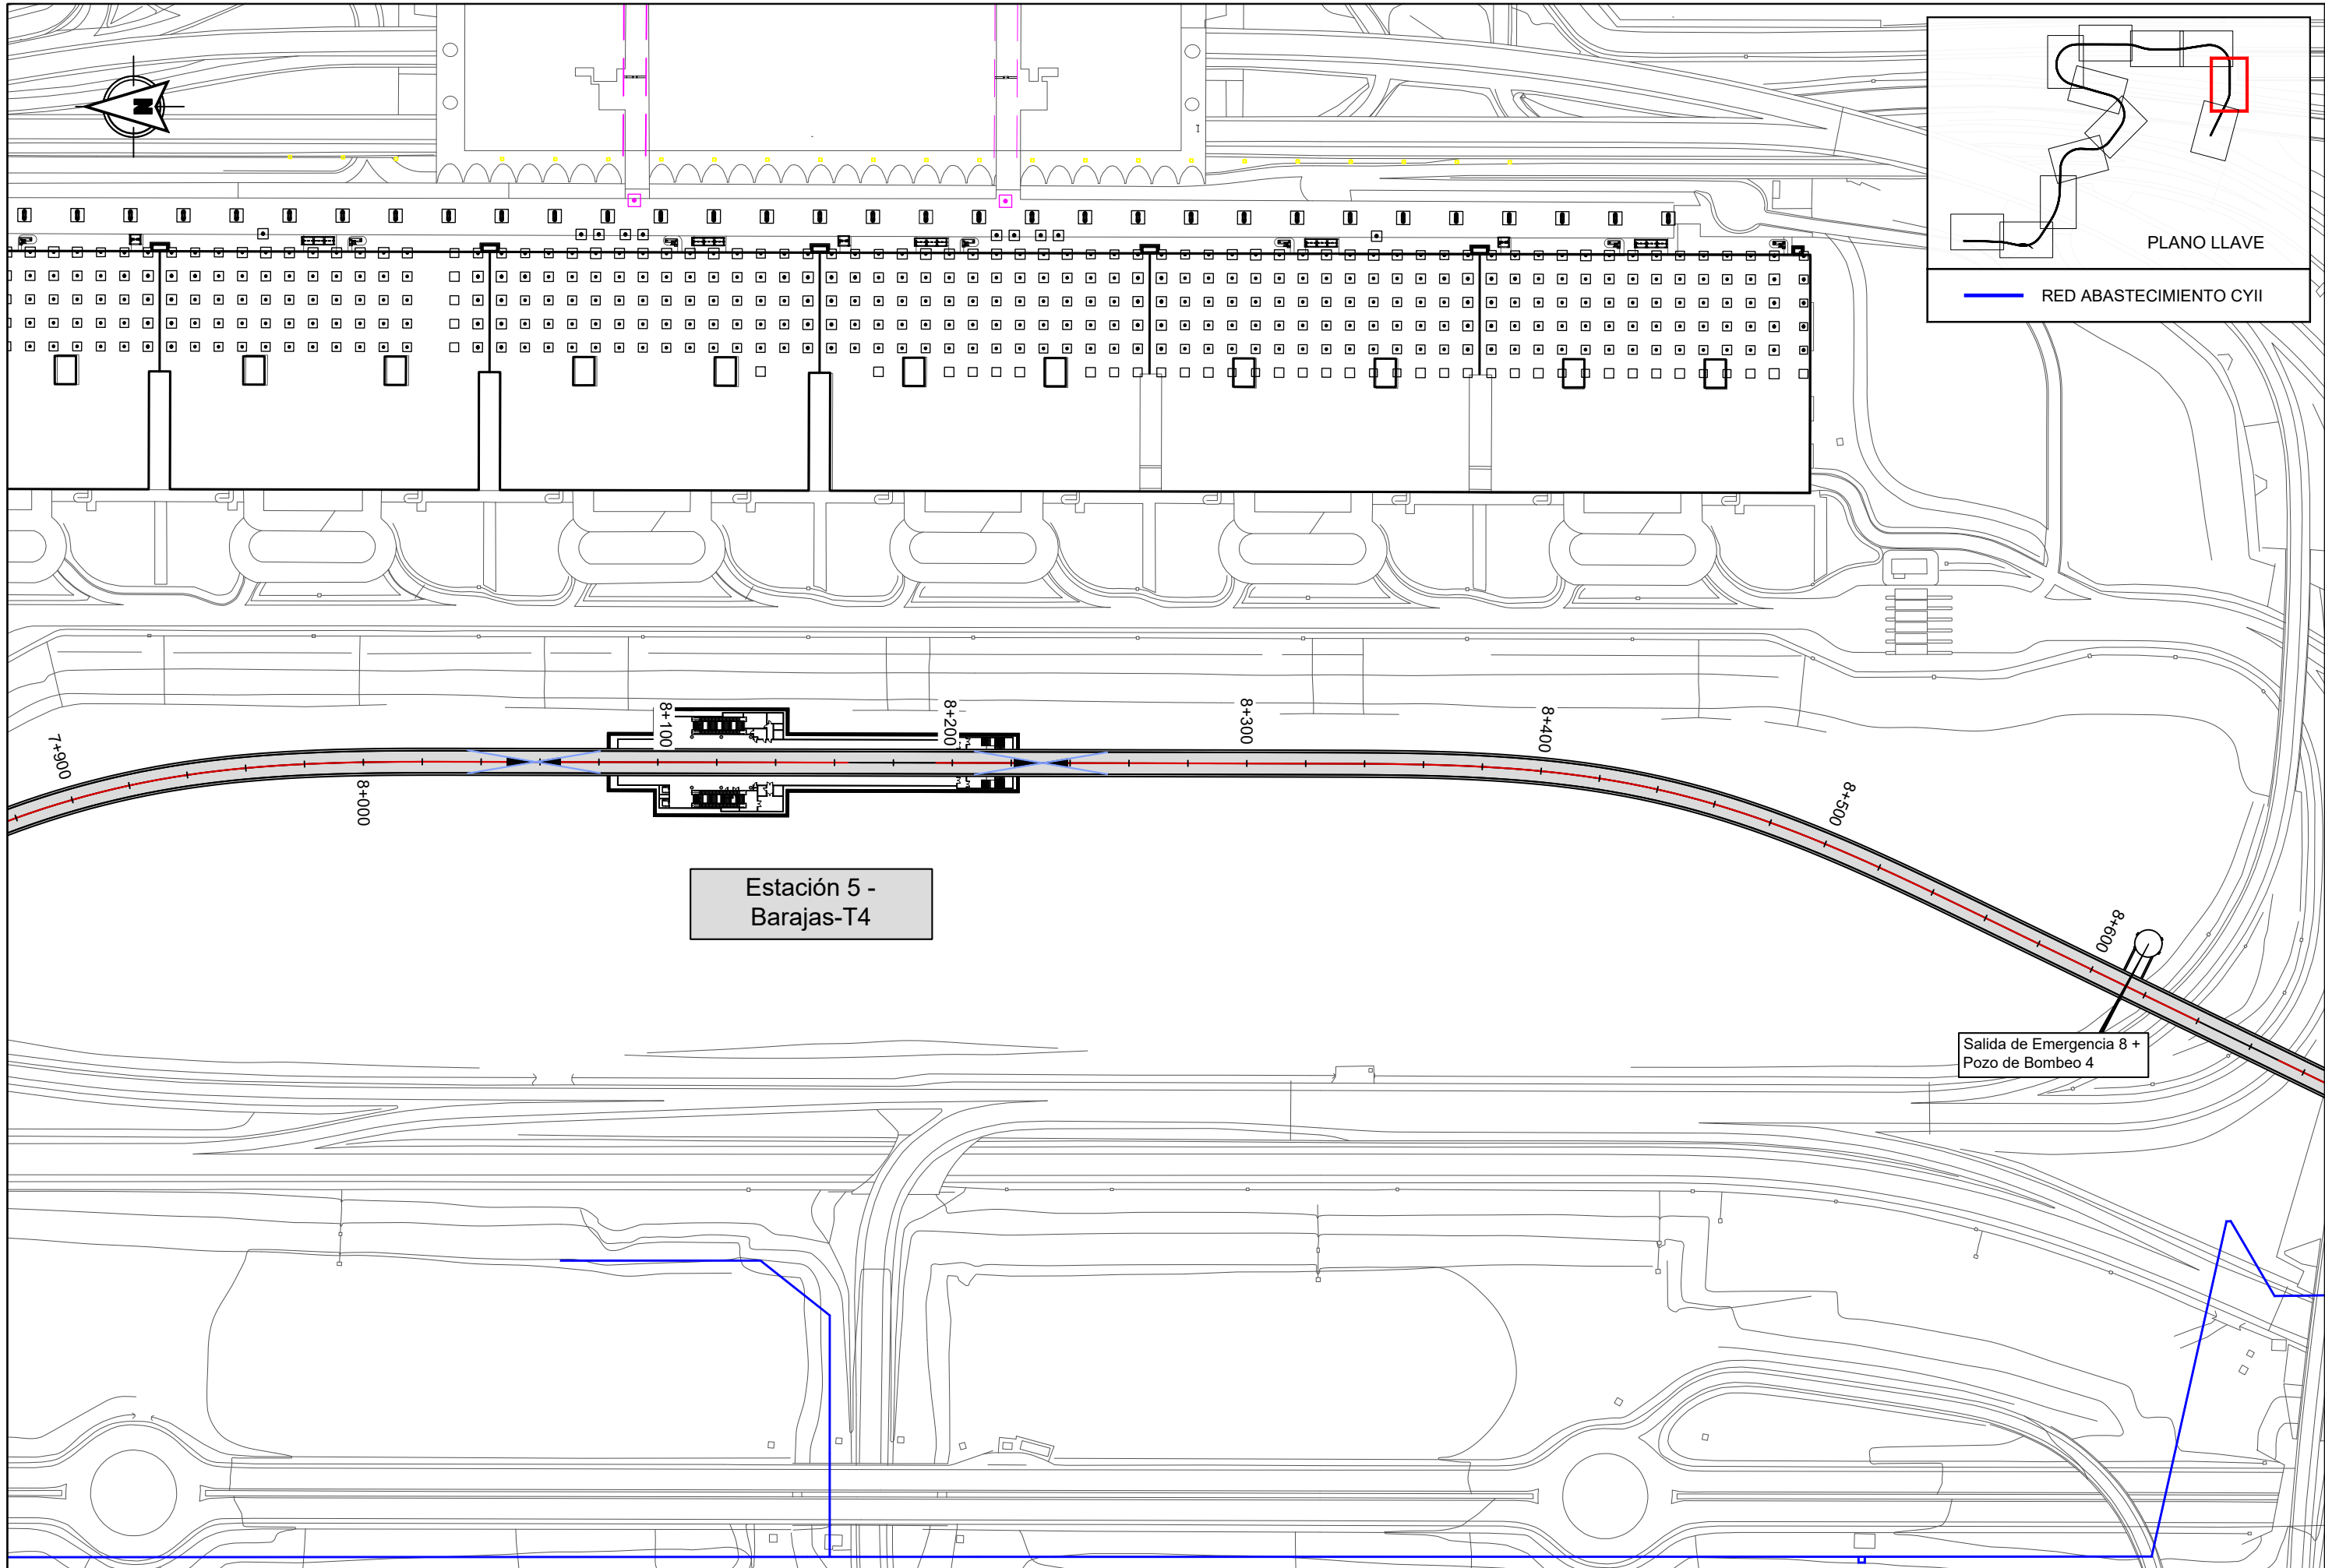 N
PLANO LLAVE
RED ABASTECIMIENTO CYII
7+900
8+000
8+100
8+200
8+300
8+400
8+500
8+600
Estación 5 -
Barajas-T4
Salida de Emergencia 8 +
Pozo de Bombeo 4